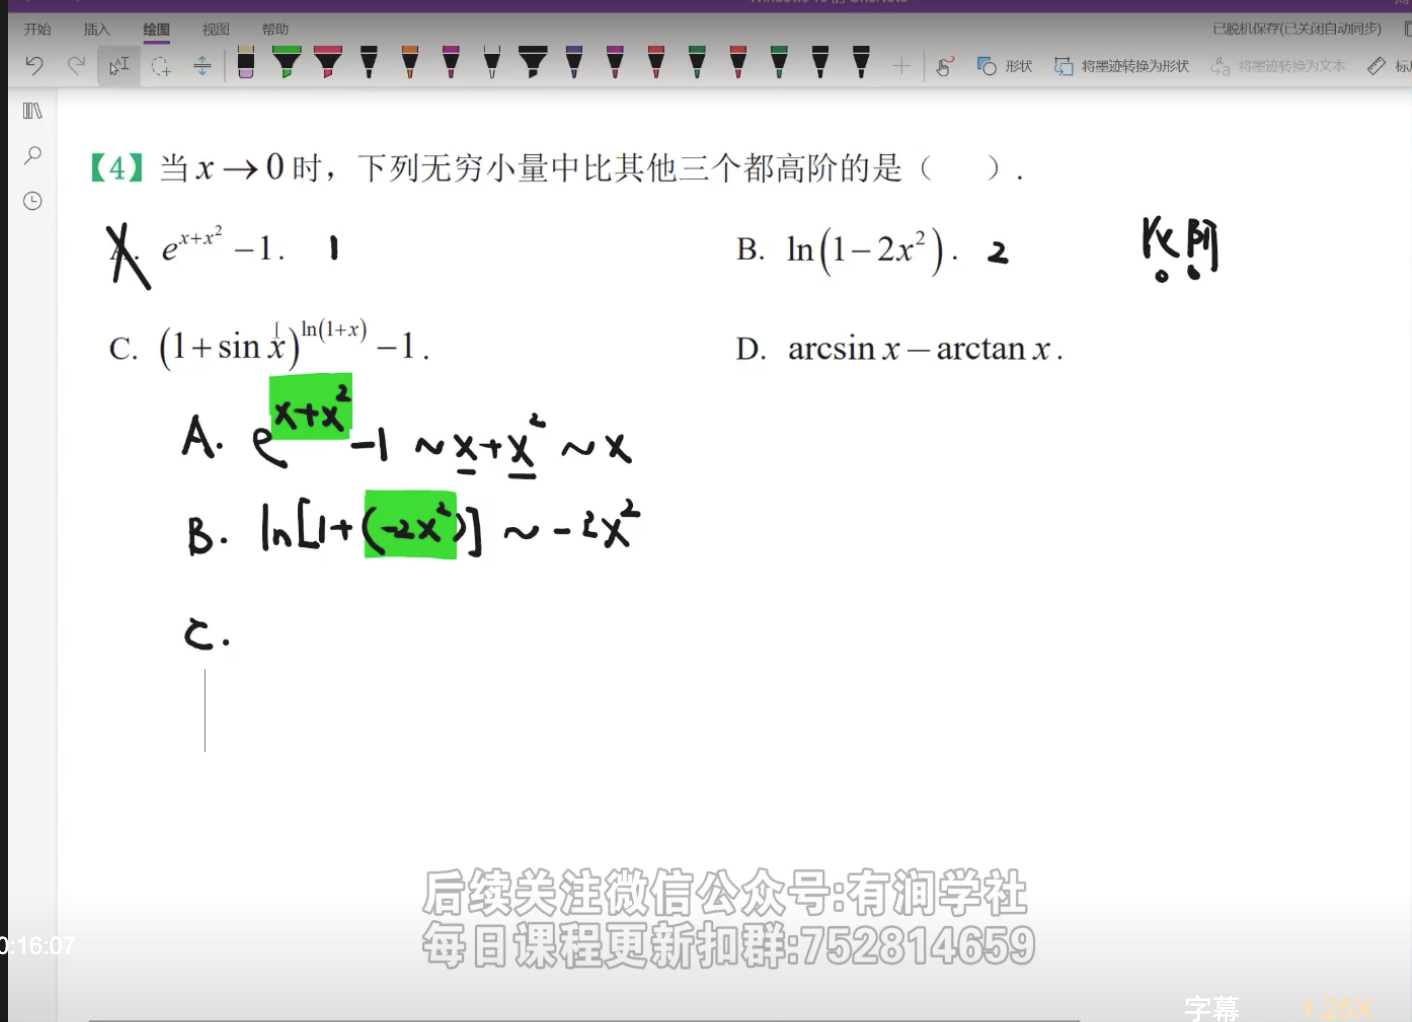 开始 插入 绘图 视图 帮助 已脱机保存(已关闭自动同步)
形状 将墨迹转换为形状 将墨迹转换为文本
【4】当 x→0 时，下列无穷小量中比其他三个都高阶的是（　　）.
e^{x+x^2} −1. 1
B. ln(1−2x^2). 2
阶
C. (1+sin x)^{ln(1+x)} −1.
D. arcsin x − arctan x.
A. e^{x+x^2} −1 ~ x+x^2 ~ x
B. ln[1+(−2x^2)] ~ −2x^2
C.
后续关注微信公众号:有润学社
每日课程更新扣群:752814659
0:16:07
字幕 1.25X